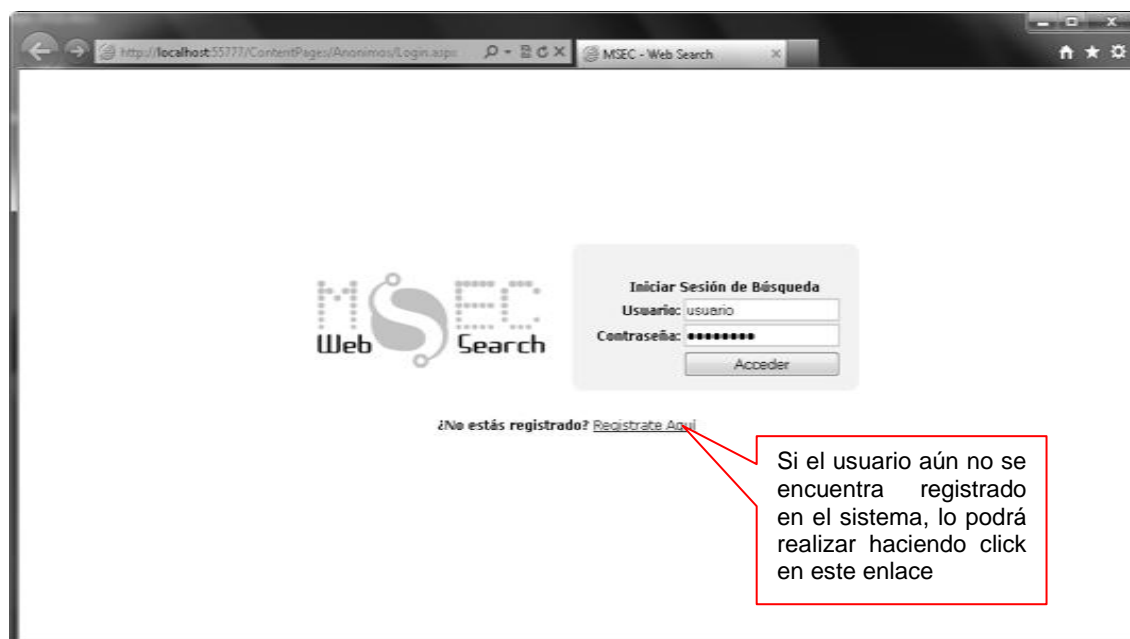 http://localhost:55777/ContentPages/Anonimos/Login.aspx
MSEC - Web Search
MSEC
Web Search
Iniciar Sesión de Búsqueda
Usuario: usuario
Contraseña: ●●●●●●●●
Acceder
¿No estás registrado? Registrate Aquí
Si el usuario aún no se
encuentra registrado
en el sistema, lo podrá
realizar haciendo click
en este enlace